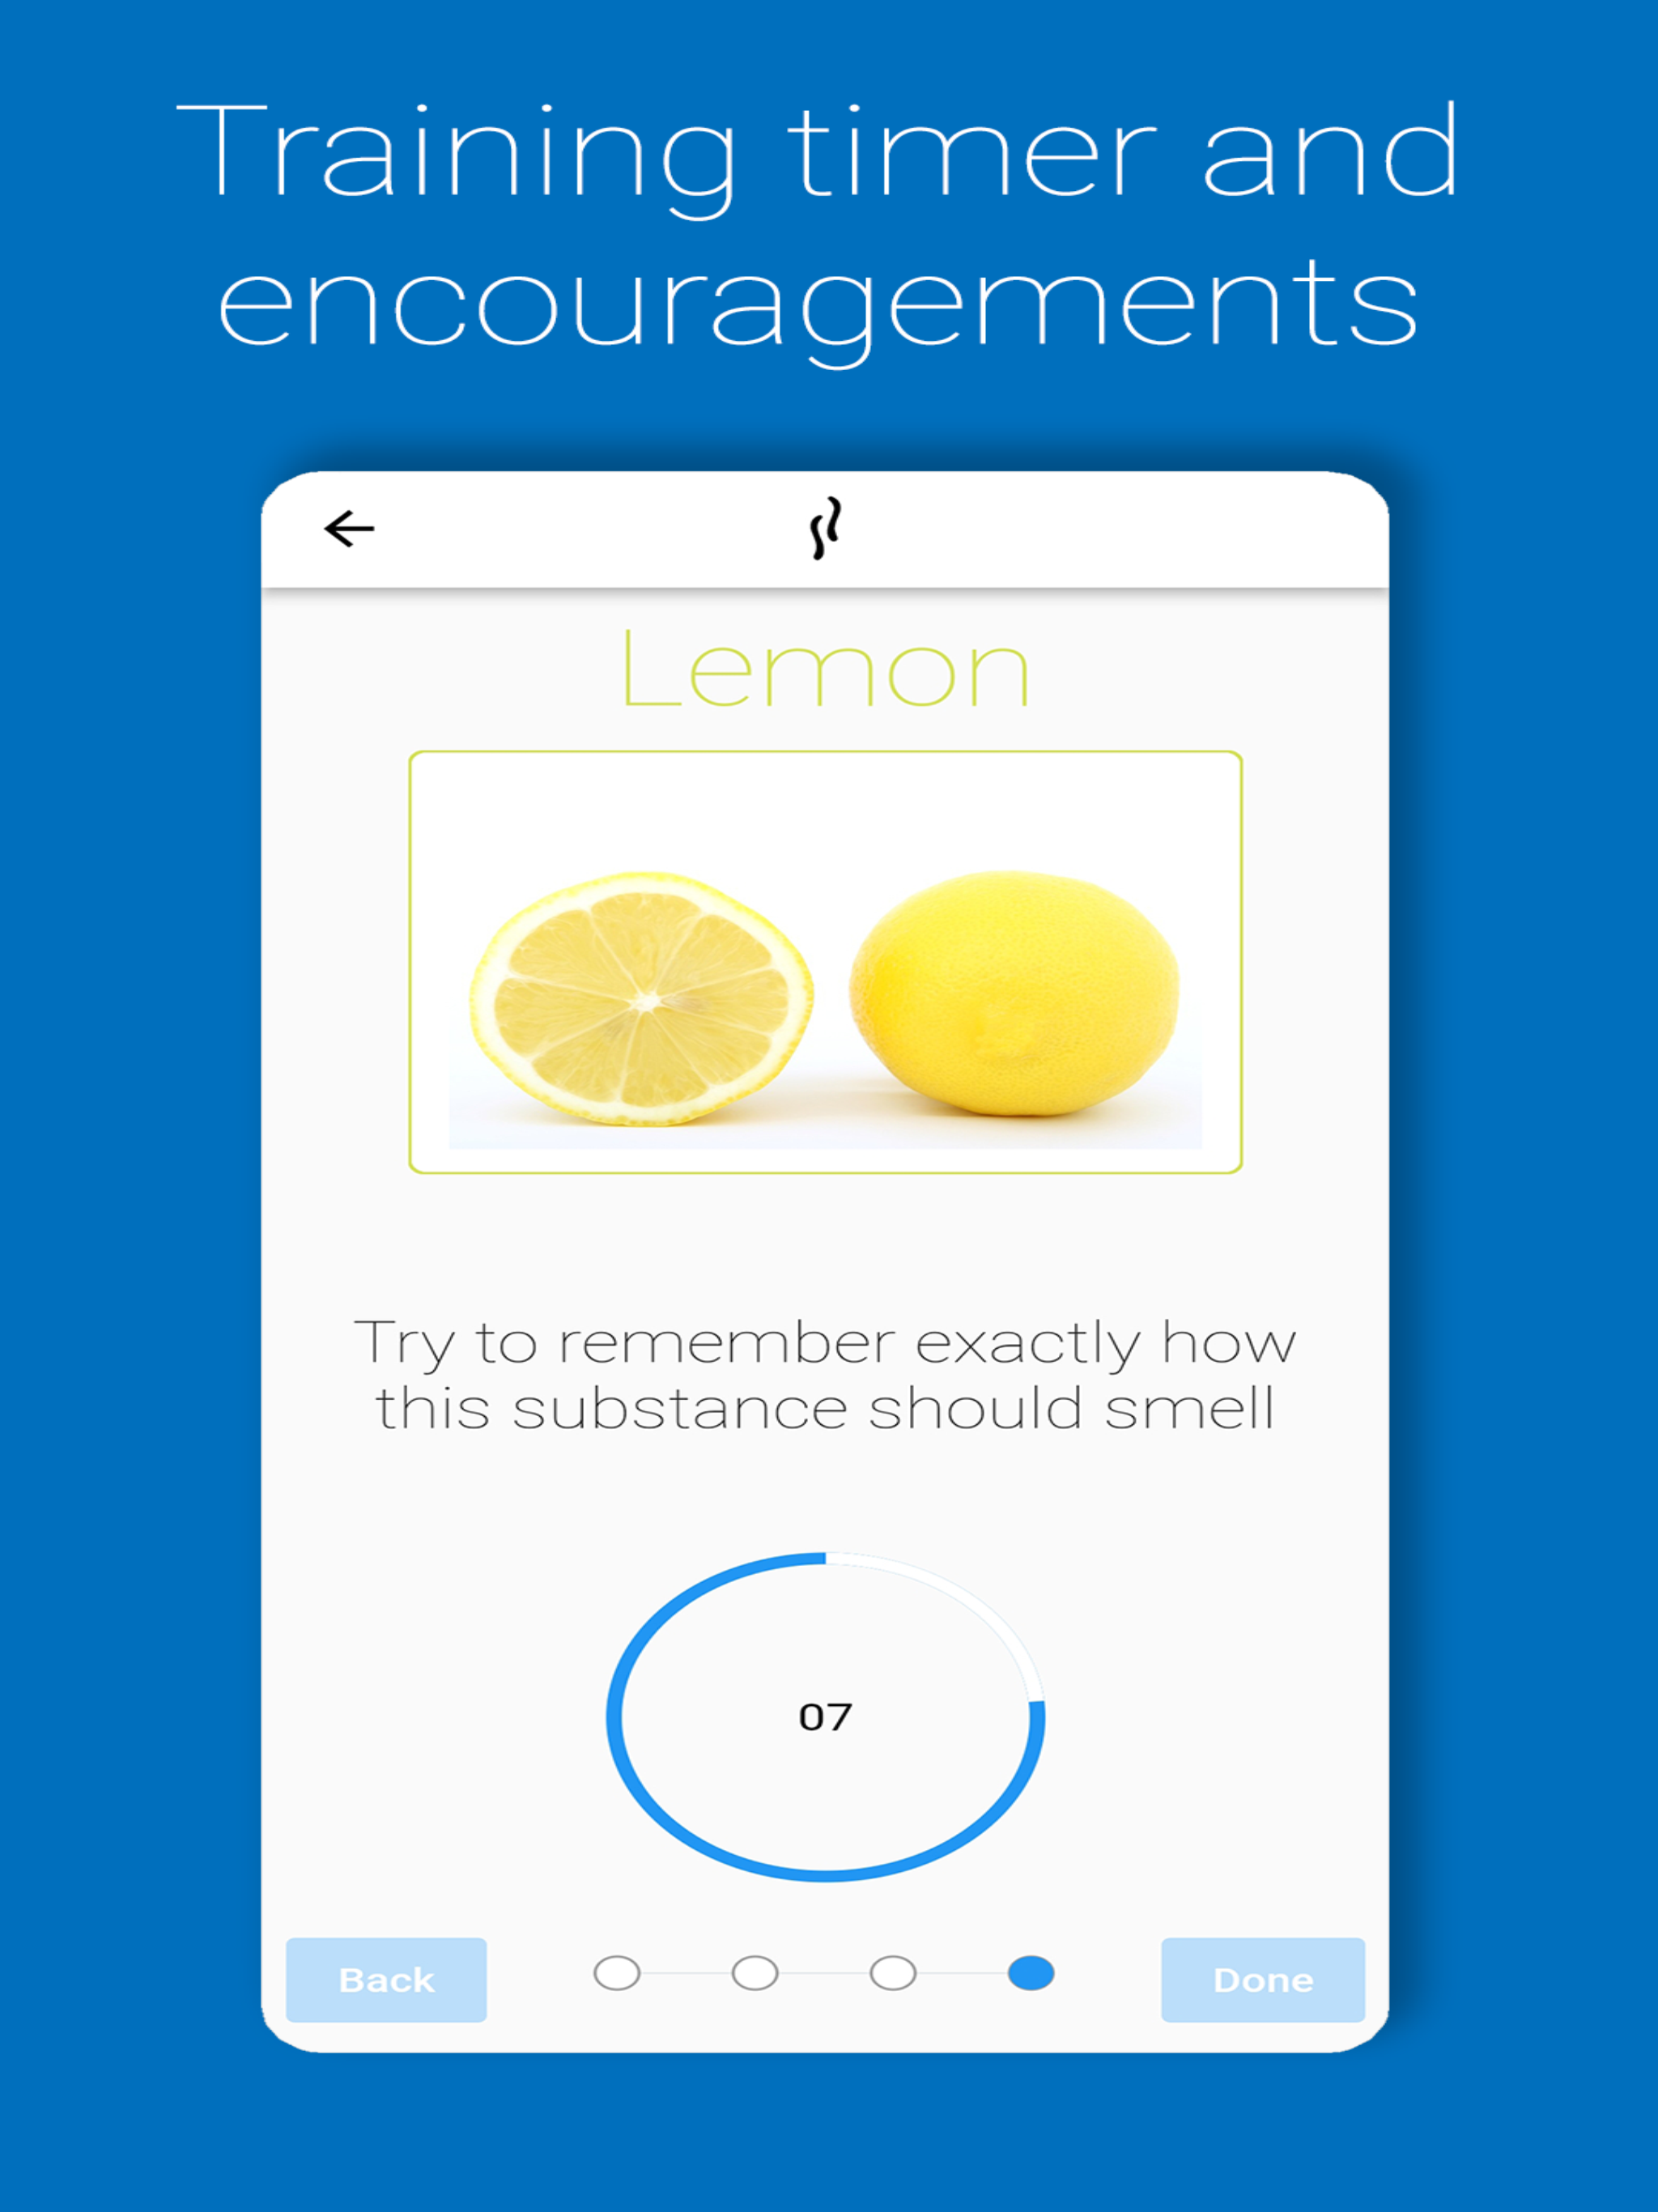 Training timer and
encouragements
Lemon
Try to remember exactly how
this substance should smell
07
Back
Done